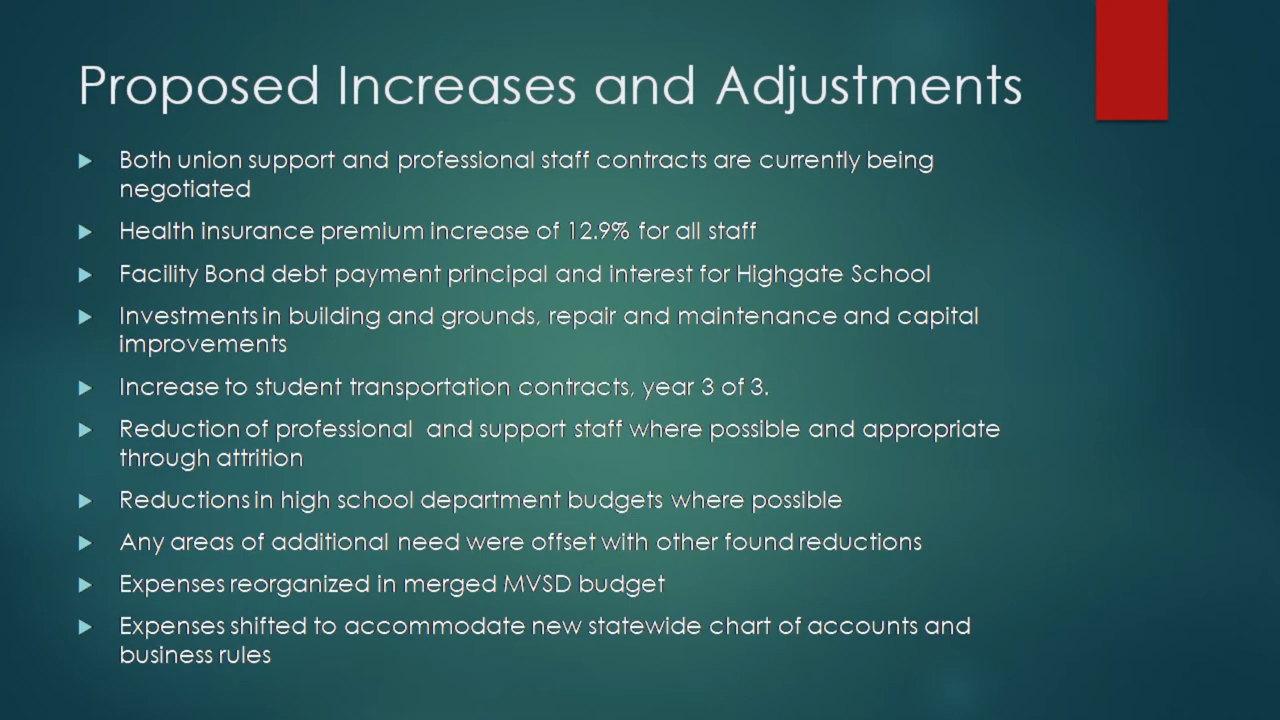 Proposed Increases and Adjustments
Both union support and professional staff contracts are currently being
negotiated
Health insurance premium increase of 12.9% for all staff
Facility Bond debt payment principal and interest for Highgate School
Investments in building and grounds, repair and maintenance and capital
improvements
Increase to student transportation contracts, year 3 of 3.
Reduction of professional  and support staff where possible and appropriate
through attrition
Reductions in high school department budgets where possible
Any areas of additional need were offset with other found reductions
Expenses reorganized in merged MVSD budget
Expenses shifted to accommodate new statewide chart of accounts and
business rules